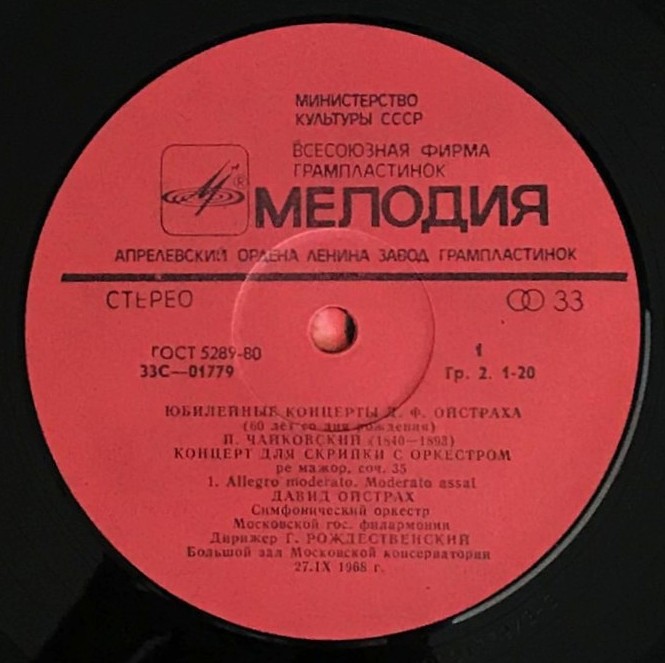 МИНИСТЕРСТВО
КУЛЬТУРЫ СССР
ВСЕСОЮЗНАЯ ФИРМА
ГРАМПЛАСТИНОК
МЕЛОДИЯ
АПРЕЛЕВСКИЙ ОРДЕНА ЛЕНИНА ЗАВОД ГРАМПЛАСТИНОК
СТЕРЕО 33
ГОСТ 5289-80 1
33С—01779 Гр. 2. 1-20
ЮБИЛЕЙНЫЕ КОНЦЕРТЫ Д. Ф. ОЙСТРАХА
(60 лет со дня рождения)
П. ЧАЙКОВСКИЙ (1840—1893)
КОНЦЕРТ ДЛЯ СКРИПКИ С ОРКЕСТРОМ
ре мажор, соч. 35
1. Allegro moderato. Moderato assai
ДАВИД ОЙСТРАХ
Симфонический оркестр
Московской гос. филармонии
Дирижер Г. РОЖДЕСТВЕНСКИЙ
Большой зал Московской консерватории
27.IX 1968 г.